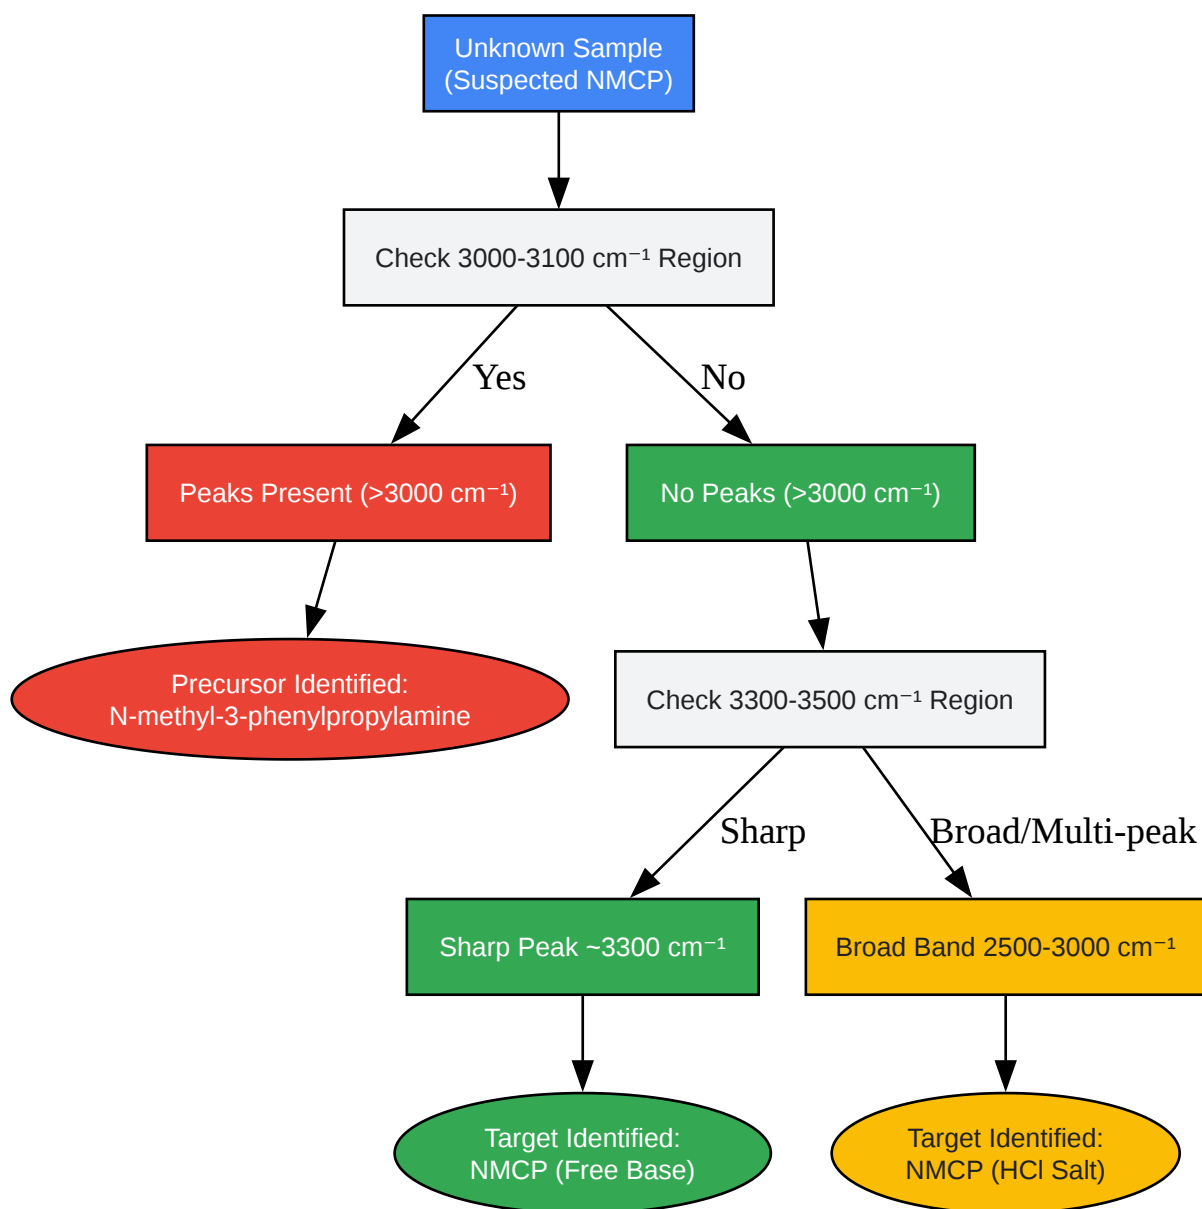 Unknown Sample
(Suspected NMCP)
Check 3000-3100 cm⁻¹ Region
Yes
No
Peaks Present (>3000 cm⁻¹)
No Peaks (>3000 cm⁻¹)
Precursor Identified:
N-methyl-3-phenylpropylamine
Check 3300-3500 cm⁻¹ Region
Sharp
Broad/Multi-peak
Sharp Peak ~3300 cm⁻¹
Broad Band 2500-3000 cm⁻¹
Target Identified:
NMCP (Free Base)
Target Identified:
NMCP (HCl Salt)